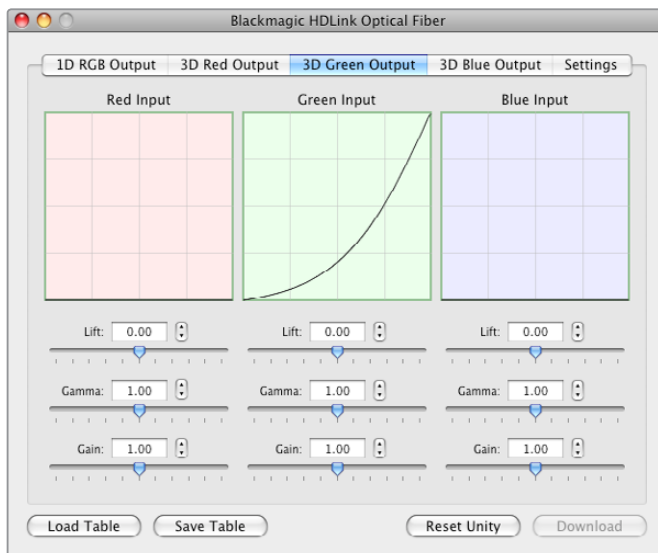 Blackmagic HDLink Optical Fiber
1D RGB Output 3D Red Output 3D Green Output 3D Blue Output Settings
Red Input Green Input Blue Input
Lift: 0.00 Lift: 0.00 Lift: 0.00
Gamma: 1.00 Gamma: 1.00 Gamma: 1.00
Gain: 1.00 Gain: 1.00 Gain: 1.00
Load Table Save Table Reset Unity Download